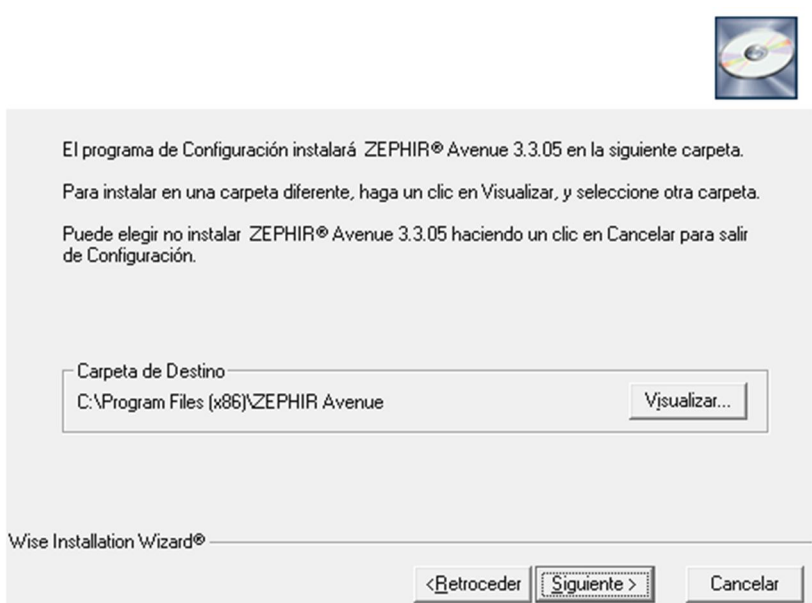 El programa de Configuración instalará ZEPHIR® Avenue 3.3.05 en la siguiente carpeta.
Para instalar en una carpeta diferente, haga un clic en Visualizar, y seleccione otra carpeta.
Puede elegir no instalar ZEPHIR® Avenue 3.3.05 haciendo un clic en Cancelar para salir
de Configuración.
Carpeta de Destino
C:\Program Files (x86)\ZEPHIR Avenue
Visualizar...
Wise Installation Wizard®
<Retroceder
Siguiente >
Cancelar